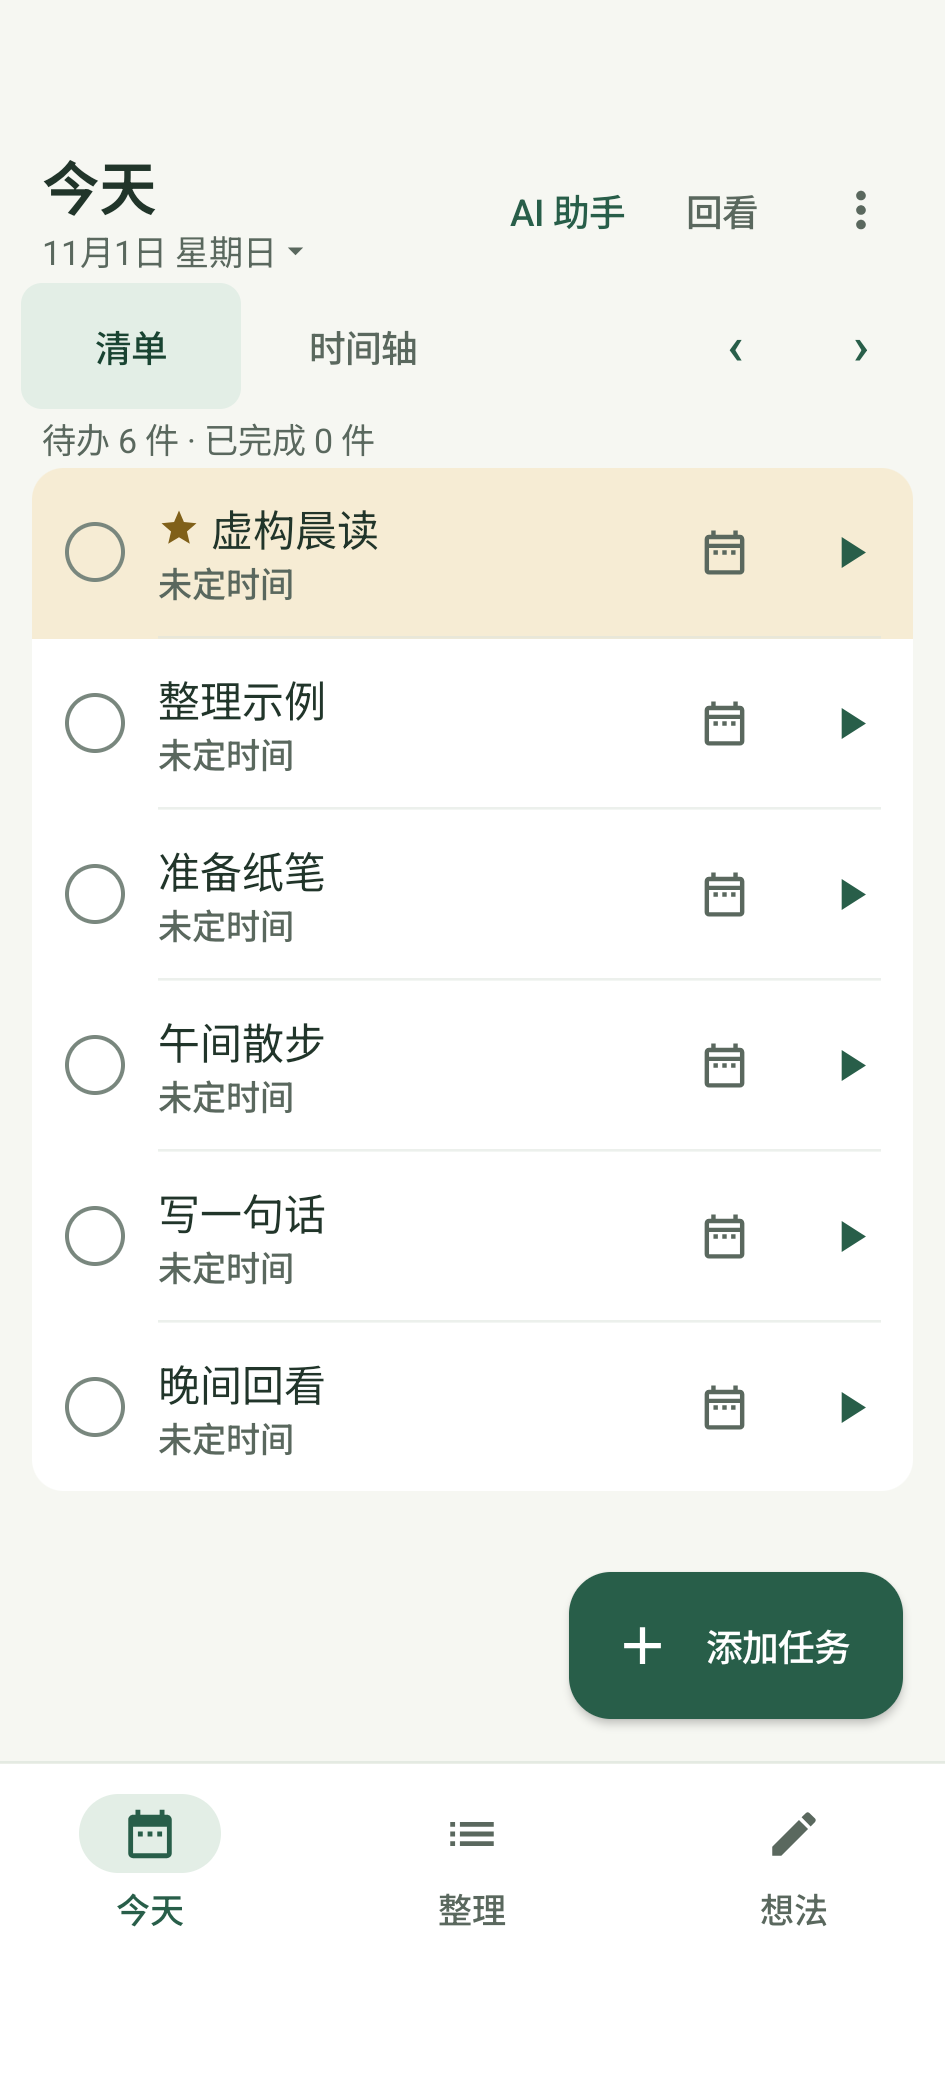 今天
11月1日 星期日
AI 助手
回看
清单
时间轴
待办 6 件 · 已完成 0 件
虚构晨读
未定时间
整理示例
未定时间
准备纸笔
未定时间
午间散步
未定时间
写一句话
未定时间
晚间回看
未定时间
添加任务
今天
整理
想法